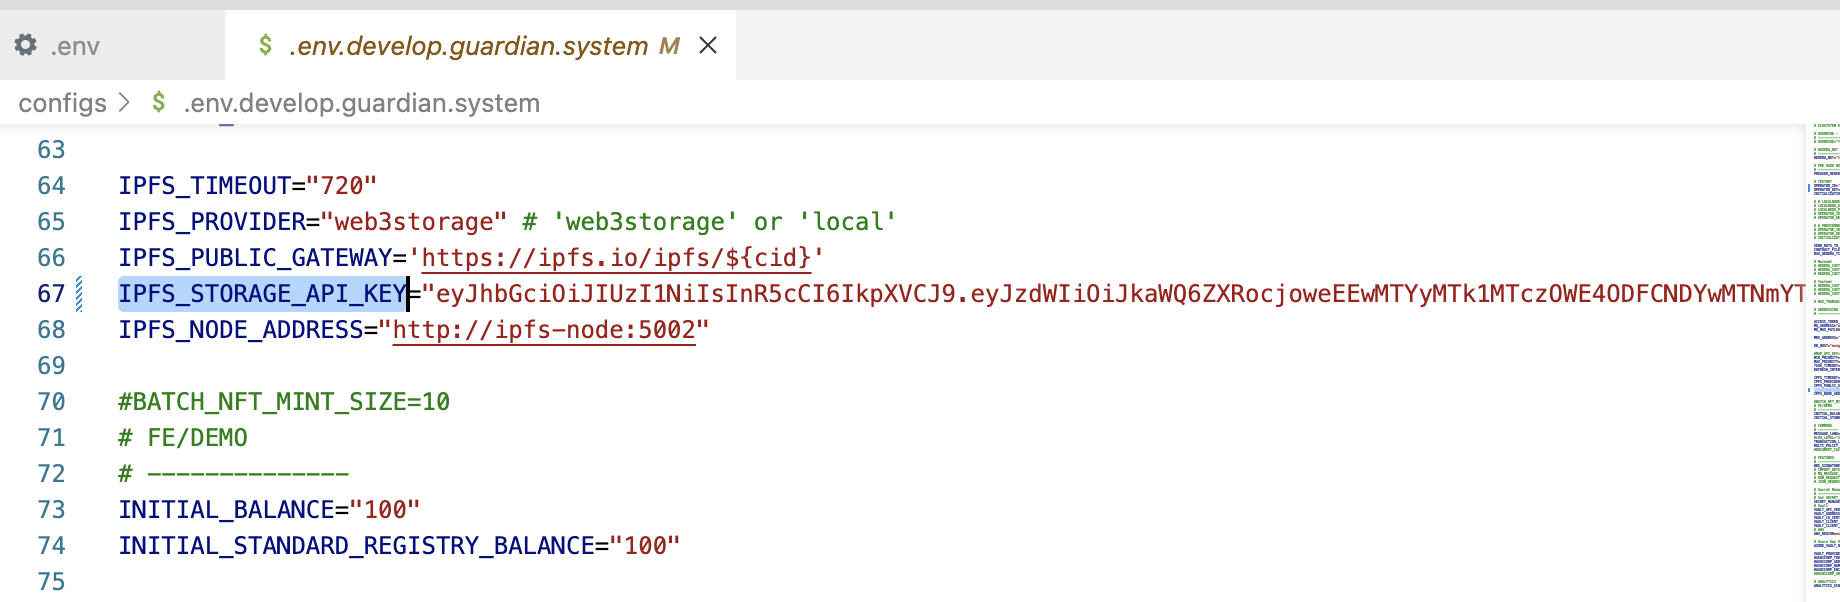 .env
$ .env.develop.guardian.system M
configs > $ .env.develop.guardian.system
63
64 IPFS_TIMEOUT="720"
65 IPFS_PROVIDER="web3storage" # 'web3storage' or 'local'
66 IPFS_PUBLIC_GATEWAY='https://ipfs.io/ipfs/${cid}'
67 IPFS_STORAGE_API_KEY="eyJhbGciOiJIUzI1NiIsInR5cCI6IkpXVCJ9.eyJzdWIiOiJkaWQ6ZXRocjoweEEwMTYyMTk1MTczOWE4ODFCNDYwMTNmYT
68 IPFS_NODE_ADDRESS="http://ipfs-node:5002"
69
70 #BATCH_NFT_MINT_SIZE=10
71 # FE/DEMO
72 # --------------
73 INITIAL_BALANCE="100"
74 INITIAL_STANDARD_REGISTRY_BALANCE="100"
75